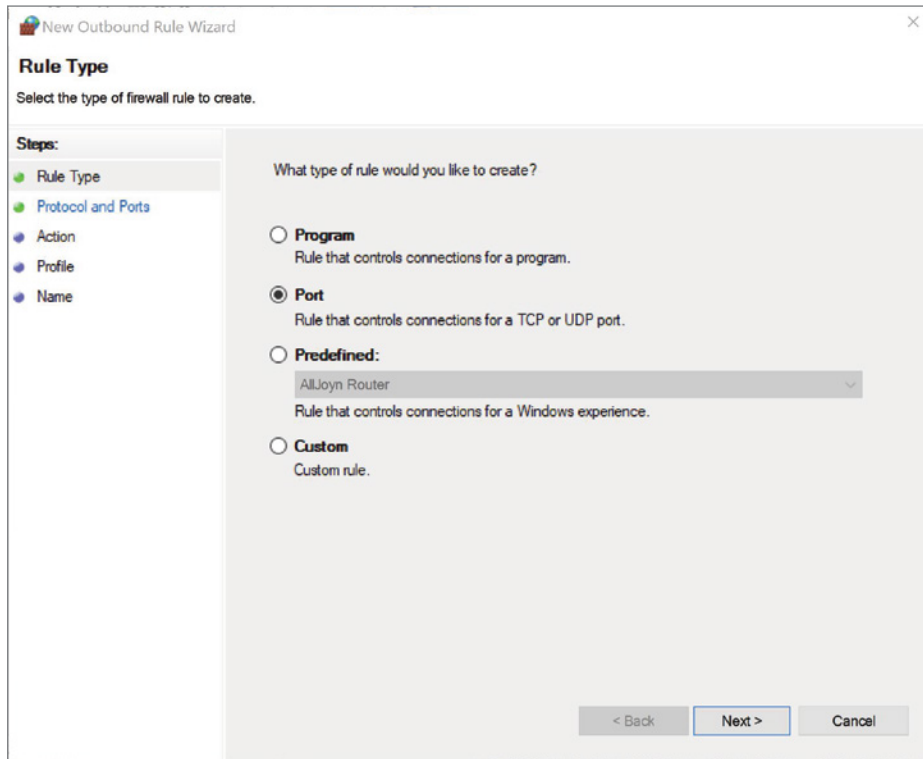 New Outbound Rule Wizard
Rule Type
Select the type of firewall rule to create.
Steps:
Rule Type
Protocol and Ports
Action
Profile
Name
What type of rule would you like to create?
Program
Rule that controls connections for a program.
Port
Rule that controls connections for a TCP or UDP port.
Predefined:
AllJoyn Router
Rule that controls connections for a Windows experience.
Custom
Custom rule.
< Back
Next >
Cancel